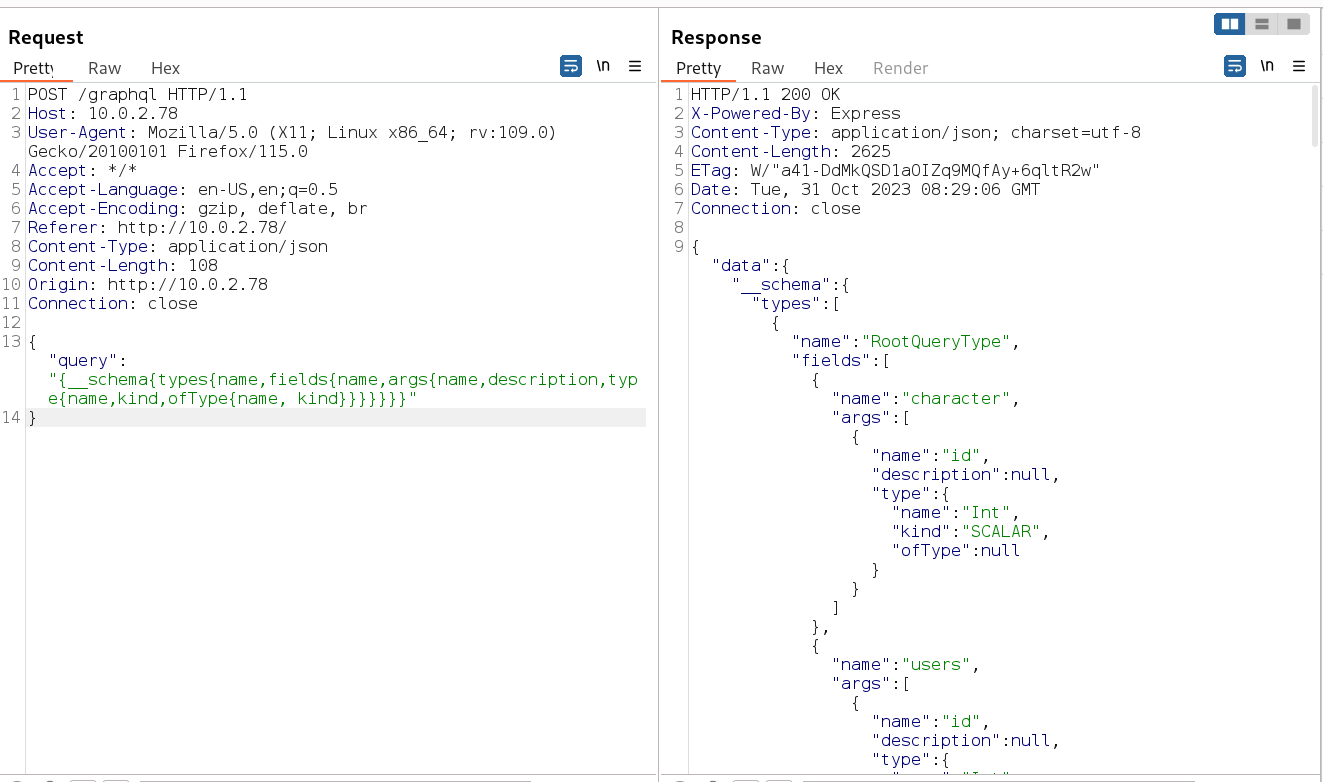 Request
Pretty Raw Hex
\n
1 POST /graphql HTTP/1.1
2 Host: 10.0.2.78
3 User-Agent: Mozilla/5.0 (X11; Linux x86_64; rv:109.0)
Gecko/20100101 Firefox/115.0
4 Accept: */*
5 Accept-Language: en-US,en;q=0.5
6 Accept-Encoding: gzip, deflate, br
7 Referer: http://10.0.2.78/
8 Content-Type: application/json
9 Content-Length: 108
10 Origin: http://10.0.2.78
11 Connection: close
12
13 {
"query":
"{__schema{types{name,fields{name,args{name,description,typ
e{name,kind,ofType{name, kind}}}}}}}"
14 }
Response
Pretty Raw Hex Render
\n
1 HTTP/1.1 200 OK
2 X-Powered-By: Express
3 Content-Type: application/json; charset=utf-8
4 Content-Length: 2625
5 ETag: W/"a41-DdMkQSD1aOIZq9MQfAy+6qltR2w"
6 Date: Tue, 31 Oct 2023 08:29:06 GMT
7 Connection: close
8
9 {
"data":{
"__schema":{
"types":[
{
"name":"RootQueryType",
"fields":[
{
"name":"character",
"args":[
{
"name":"id",
"description":null,
"type":{
"name":"Int",
"kind":"SCALAR",
"ofType":null
}
}
]
},
{
"name":"users",
"args":[
{
"name":"id",
"description":null,
"type":{